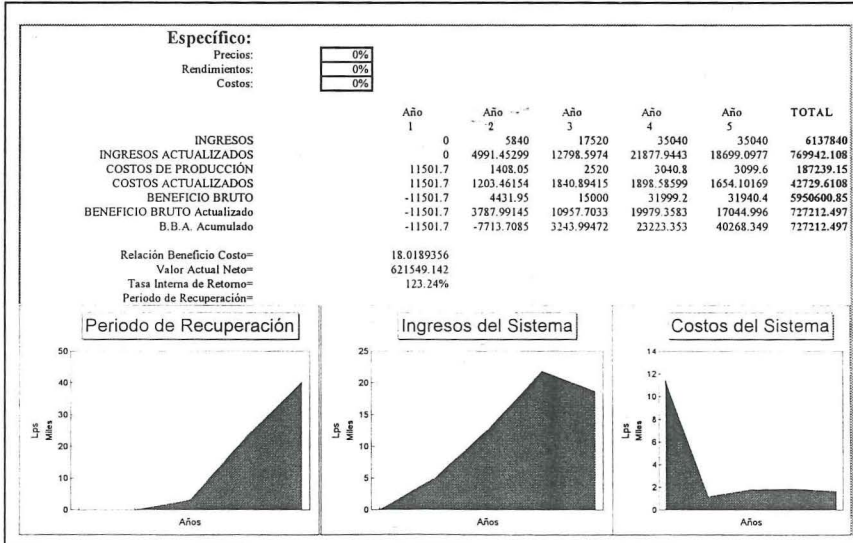 Específico:
Precios: 0%
Rendimientos: 0%
Costos: 0%
Año Año Año Año Año TOTAL
1 2 3 4 5
INGRESOS 0 5840 17520 35040 35040 6137840
INGRESOS ACTUALIZADOS 0 4991.45299 12798.5974 21877.9443 18699.0977 769942.108
COSTOS DE PRODUCCIÓN 11501.7 1408.05 2520 3040.8 3099.6 187239.15
COSTOS ACTUALIZADOS 11501.7 1203.46154 1840.89415 1898.58599 1654.10169 42729.6108
BENEFICIO BRUTO -11501.7 4431.95 15000 31999.2 31940.4 5950600.85
BENEFICIO BRUTO Actualizado -11501.7 3787.99145 10957.7033 19979.3583 17044.996 727212.497
B.B.A. Acumulado -11501.7 -7713.7085 3243.99472 23223.353 40268.349 727212.497
Relación Beneficio Costo= 18.0189356
Valor Actual Neto= 621549.142
Tasa Interna de Retorno= 123.24%
Periodo de Recuperación=
Periodo de Recuperación
50
40
30
20
10
0
Lps
Miles
Años
Ingresos del Sistema
25
20
15
10
5
0
Lps
Miles
Años
Costos del Sistema
14
12
10
8
6
4
2
0
Lps
Miles
Años